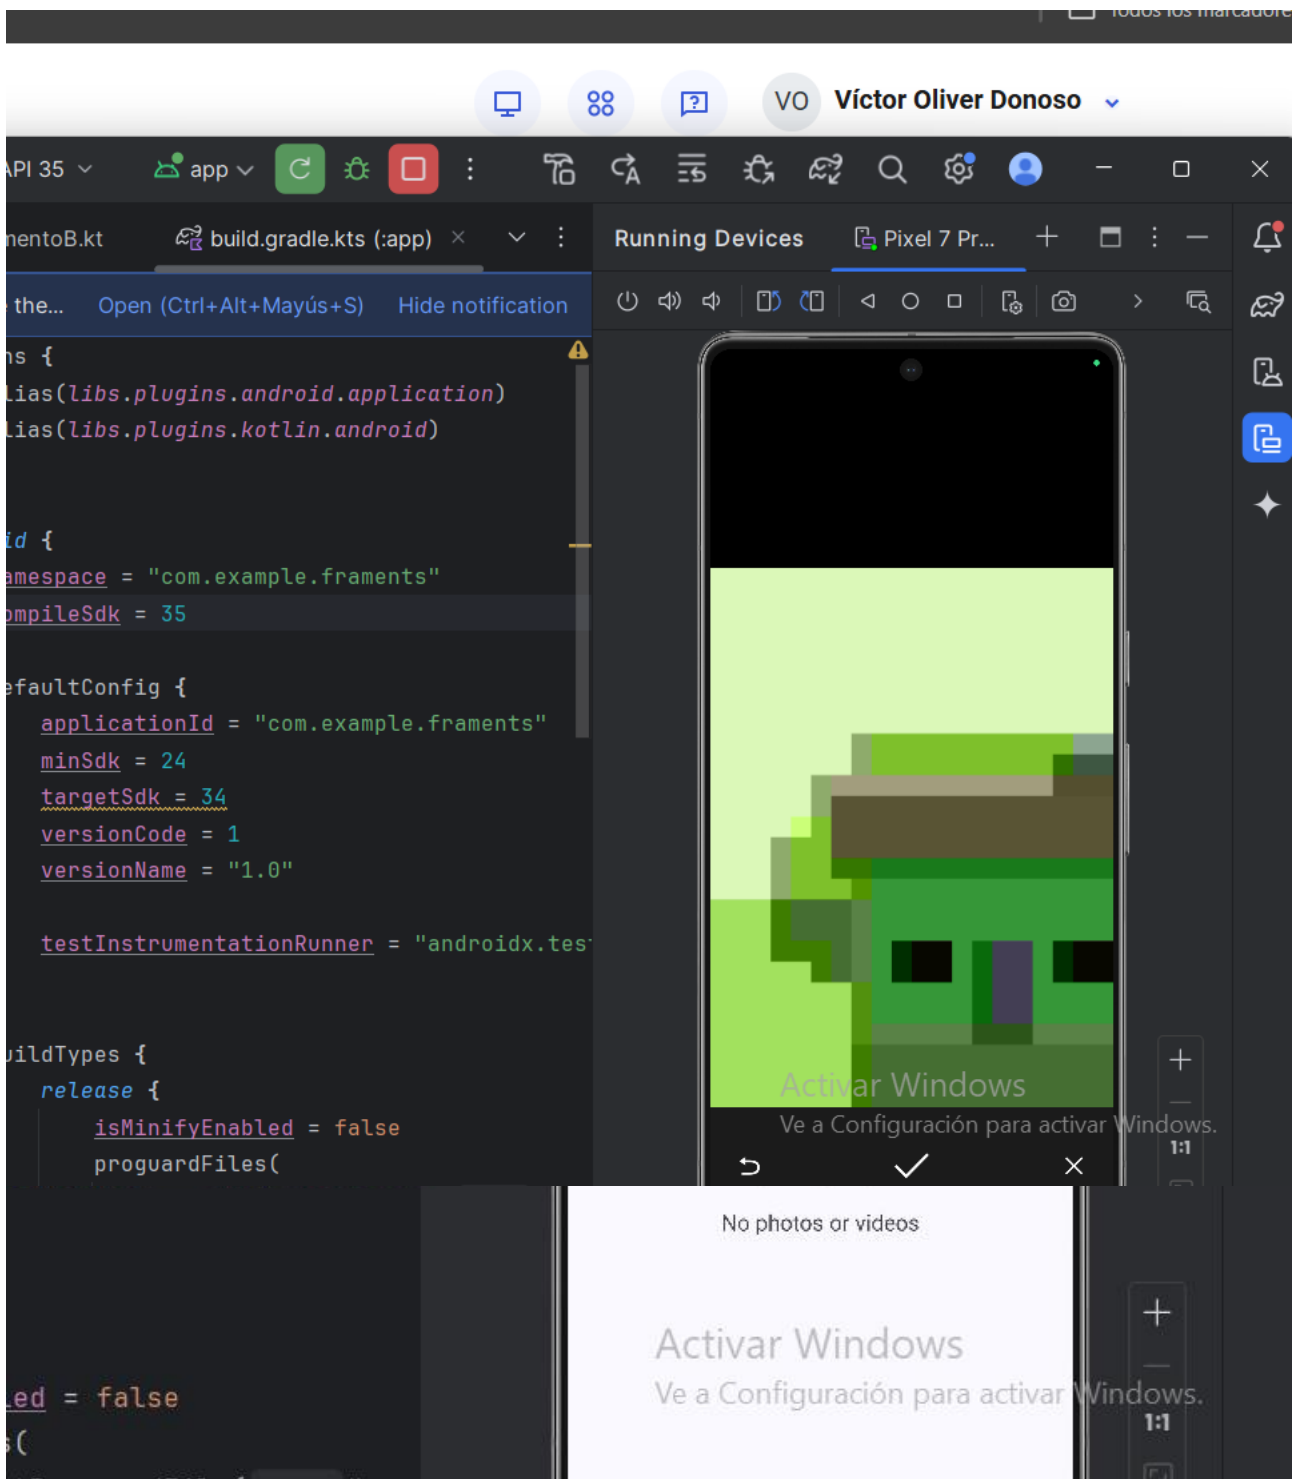 Todos los marcadore
VO Víctor Oliver Donoso
API 35 app
mentoB.kt build.gradle.kts (:app) Running Devices Pixel 7 Pr...
the... Open (Ctrl+Alt+Mayús+S) Hide notification
ns {
lias(libs.plugins.android.application)
lias(libs.plugins.kotlin.android)
id {
amespace = "com.example.framents"
ompileSdk = 35
efaultConfig {
applicationId = "com.example.framents"
minSdk = 24
targetSdk = 34
versionCode = 1
versionName = "1.0"
testInstrumentationRunner = "androidx.tes
uildTypes {
release {
isMinifyEnabled = false
proguardFiles(
Activar Windows
Ve a Configuración para activar Windows.
1:1
No photos or videos
Activar Windows
Ve a Configuración para activar Windows.
1:1
led = false
s(